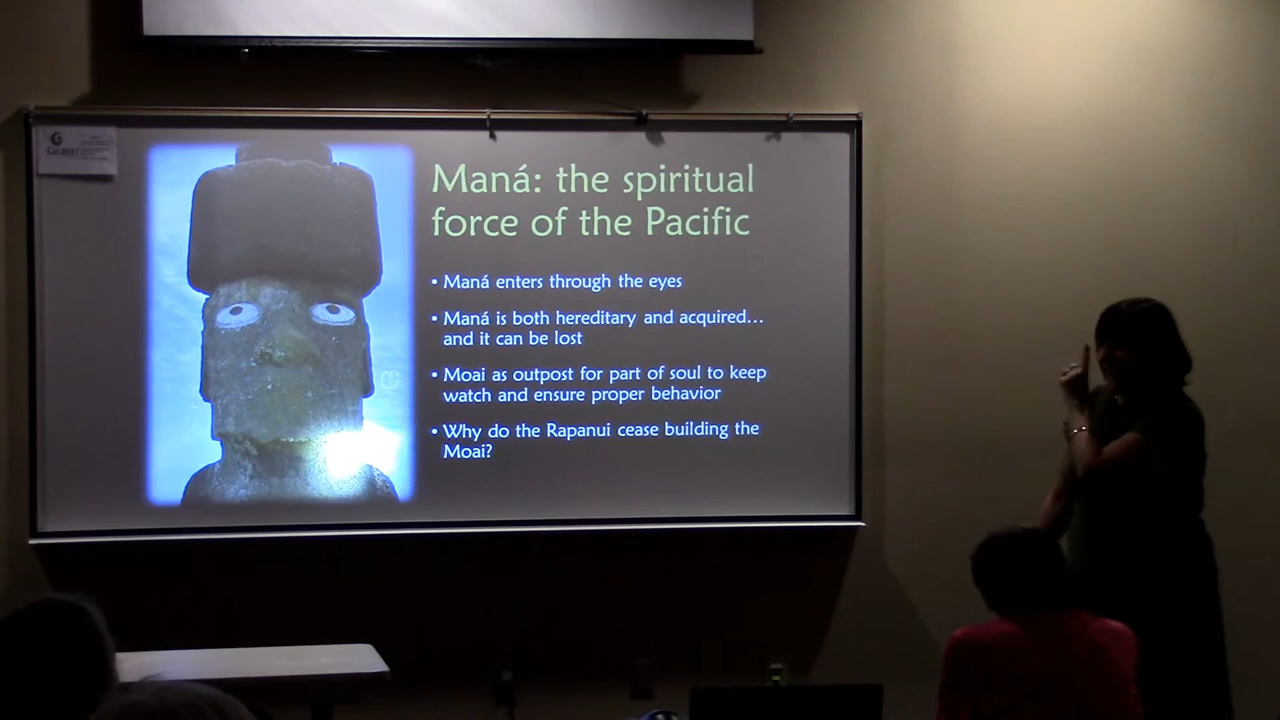 Maná: the spiritual
force of the Pacific
• Maná enters through the eyes
• Maná is both hereditary and acquired…
and it can be lost
• Moai as outpost for part of soul to keep
watch and ensure proper behavior
• Why do the Rapanui cease building the
Moai?